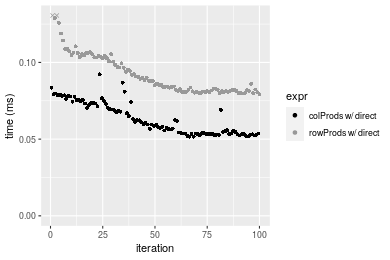 time (ms)
0.10
0.05
0.00
0 25 50 75 100
iteration
expr
colProds w/ direct
rowProds w/ direct